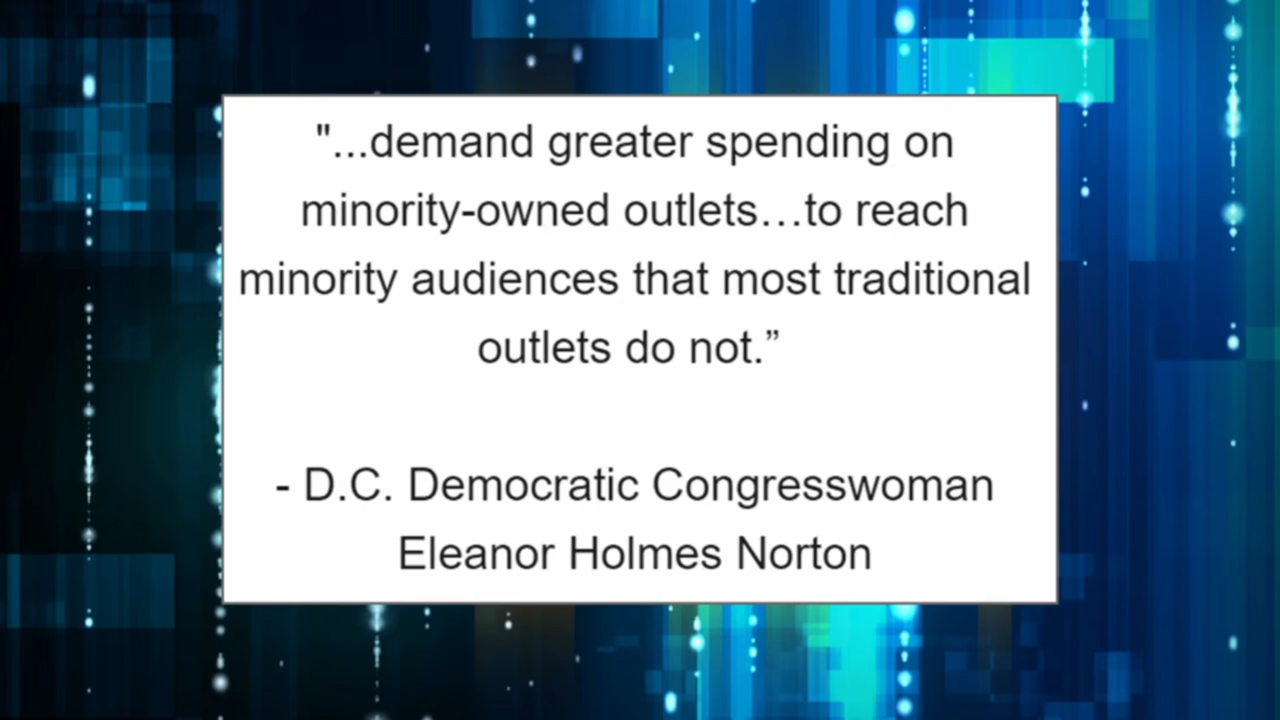 "...demand greater spending on
minority-owned outlets…to reach
minority audiences that most traditional
outlets do not.”
- D.C. Democratic Congresswoman
Eleanor Holmes Norton